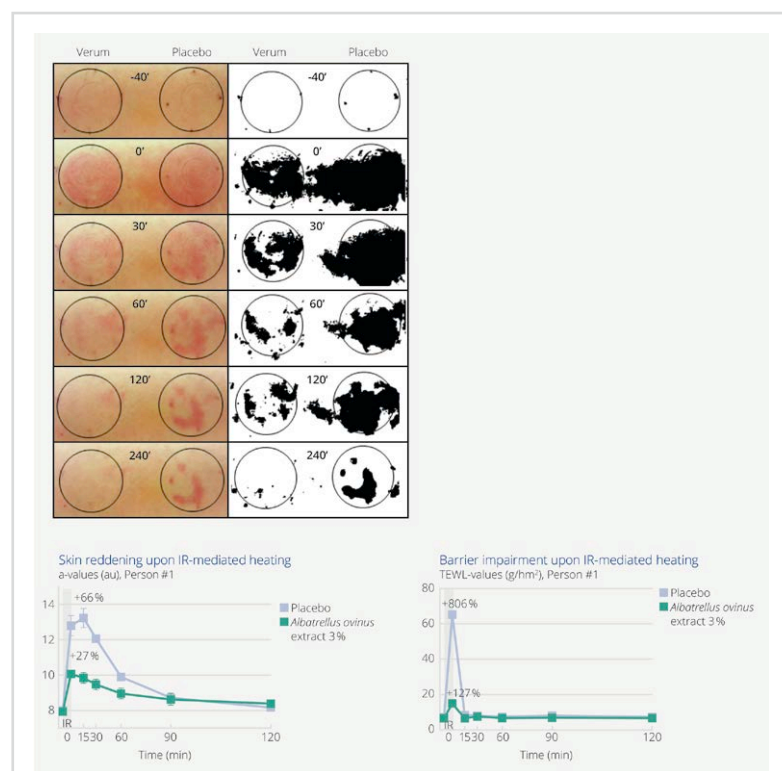 Verum Placebo Verum Placebo
-40' -40'
0' 0'
30' 30'
60' 60'
120' 120'
240' 240'
Skin reddening upon IR-mediated heating
a-values (au), Person #1
14
12
10
8
+66%
+27%
Placebo
Albatrellus ovinus
extract 3%
IR
0 15 30 60 90 120
Time (min)
Barrier impairment upon IR-mediated heating
TEWL-values (g/hm²), Person #1
80
60
40
20
0
+806%
+127%
Placebo
Albatrellus ovinus
extract 3%
IR
0 15 30 60 90 120
Time (min)